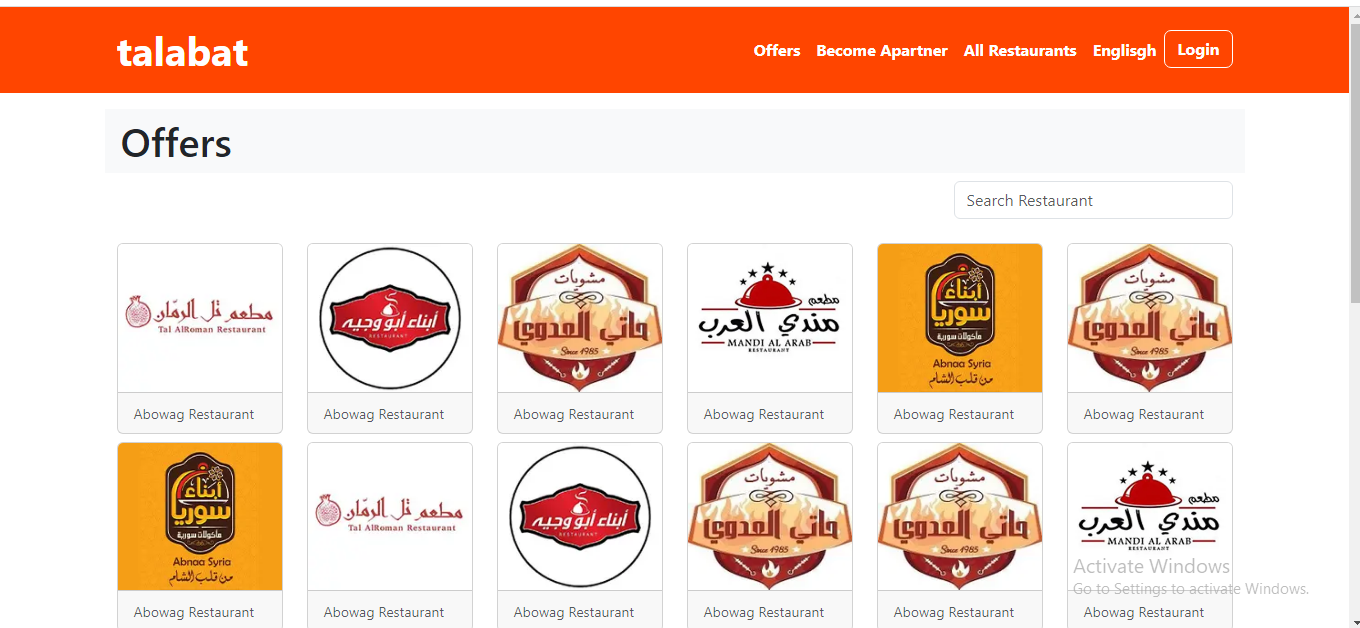 talabat
Offers Become Apartner All Restaurants Englisgh Login
Offers
Search Restaurant
مطعم تل الرمّان
Tal AlRoman Restaurant
أبناء أبو وجيه
RESTAURANT
مشويات
حاتي العدوي
Since 1985
مطعم
مندي العرب
MANDI AL ARAB
RESTAURANT
أبناء
سوريا
مأكولات سورية
Abnaa Syria
من قلب الشام
مشويات
حاتي العدوي
Since 1985
Abowag Restaurant Abowag Restaurant Abowag Restaurant Abowag Restaurant Abowag Restaurant Abowag Restaurant
أبناء
سوريا
مأكولات سورية
Abnaa Syria
من قلب الشام
مطعم تل الرمّان
Tal AlRoman Restaurant
أبناء أبو وجيه
RESTAURANT
مشويات
حاتي العدوي
Since 1985
مشويات
حاتي العدوي
Since 1985
مطعم
مندي العرب
MANDI AL ARAB
RESTAURANT
Activate Windows
Go to Settings to activate Windows.
Abowag Restaurant Abowag Restaurant Abowag Restaurant Abowag Restaurant Abowag Restaurant Abowag Restaurant